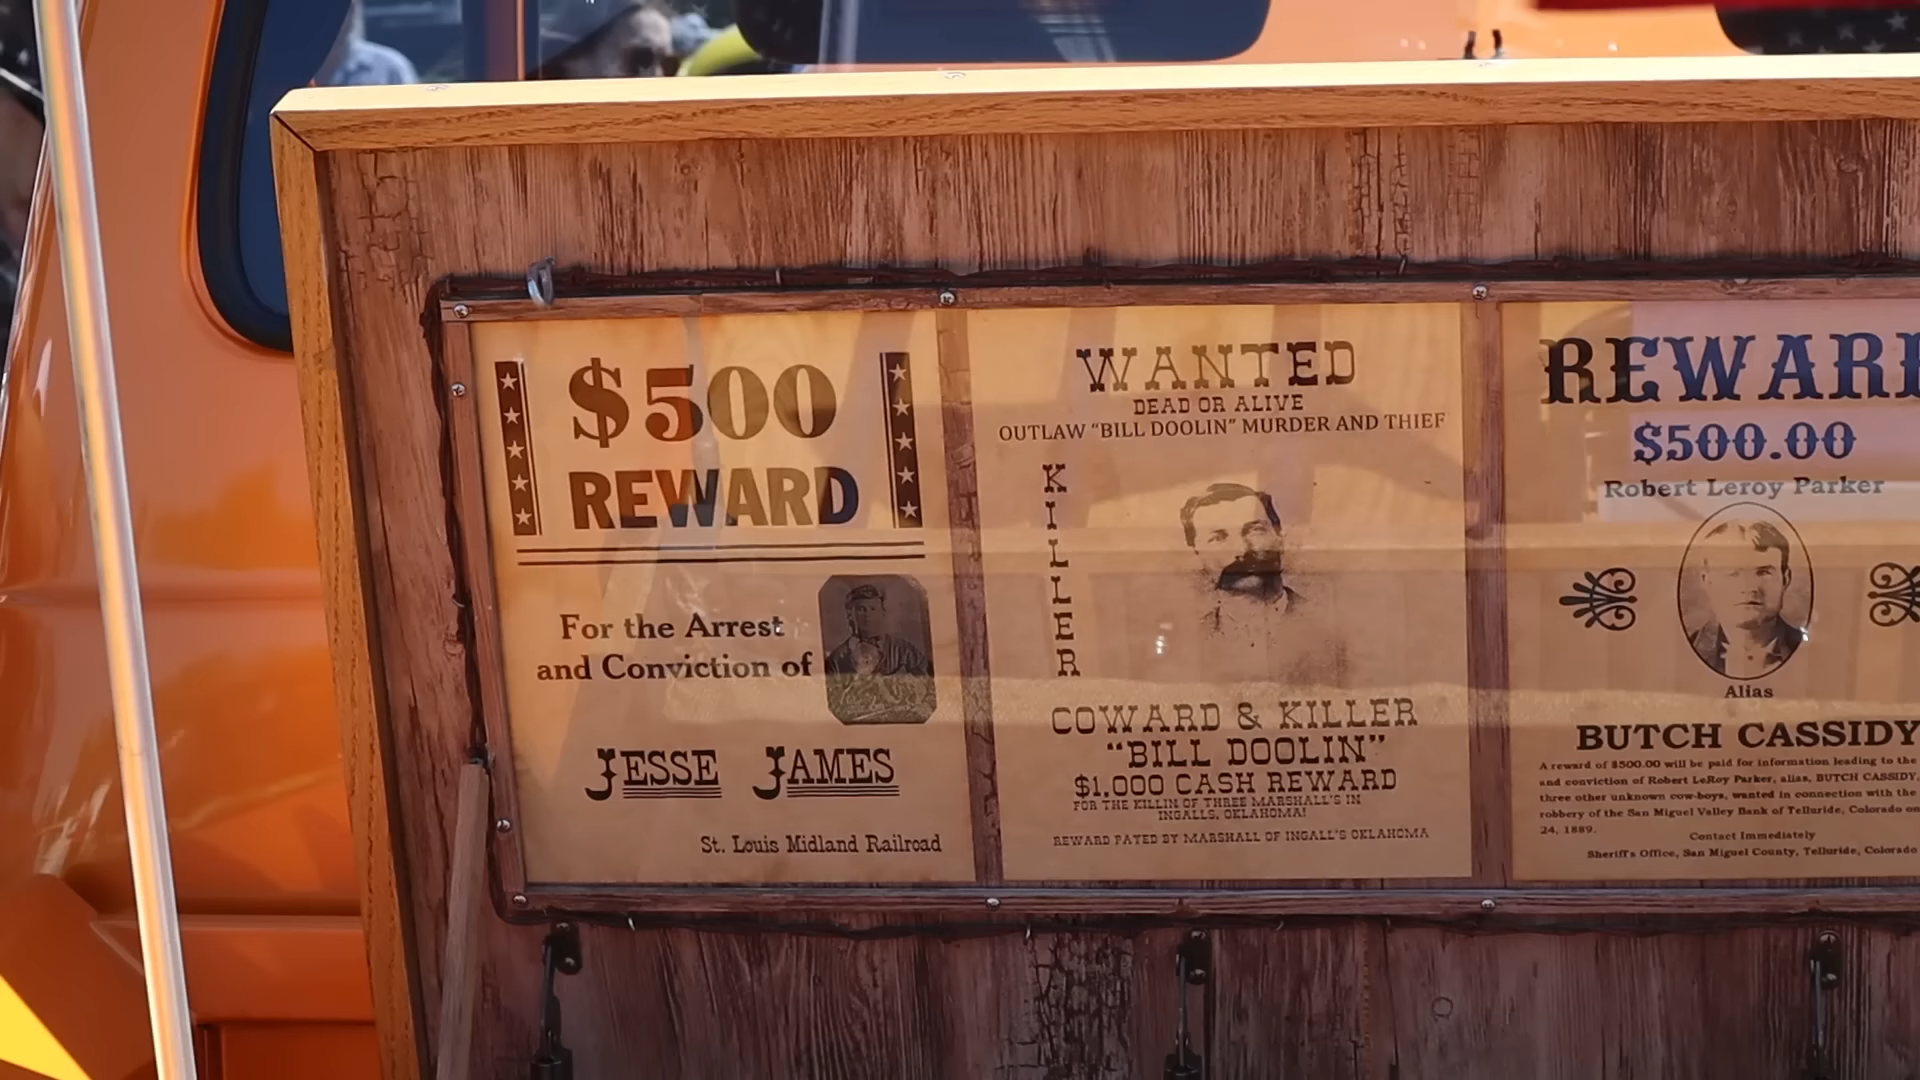 $500
REWARD
For the Arrest
and Conviction of
JESSE JAMES
St. Louis Midland Railroad
WANTED
DEAD OR ALIVE
OUTLAW “BILL DOOLIN” MURDER AND THIEF
KILLER
COWARD & KILLER
“BILL DOOLIN”
$1,000 CASH REWARD
FOR THE KILLIN OF THREE MARSHALL'S IN
INGALLS, OKLAHOMA!
REWARD PAYED BY MARSHALL OF INGALL'S OKLAHOMA
REWARD
$500.00
Robert Leroy Parker
Alias
BUTCH CASSIDY
A reward of $500.00 will be paid for information leading to the
and conviction of Robert LeRoy Parker, alias, BUTCH CASSIDY,
three other unknown cow-boys, wanted in connection with the
robbery of the San Miguel Valley Bank of Telluride, Colorado on
24, 1889.
Contact Immediately
Sheriff's Office, San Miguel County, Telluride, Colorado